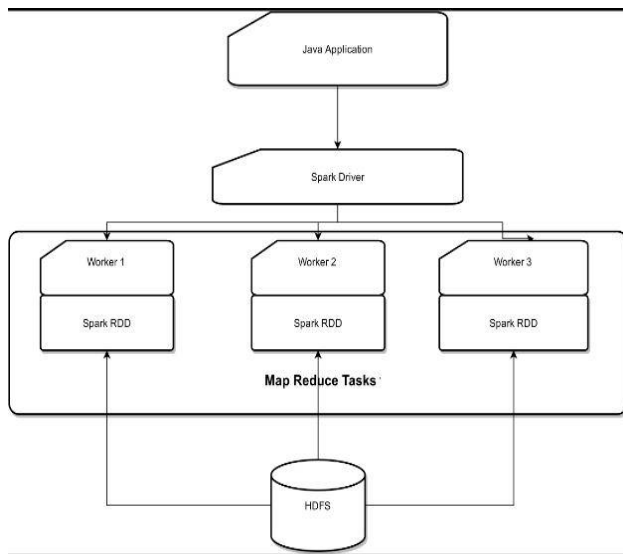 Java Application
Spark Driver
Worker 1
Worker 2
Worker 3
Spark RDD
Spark RDD
Spark RDD
Map Reduce Tasks
HDFS